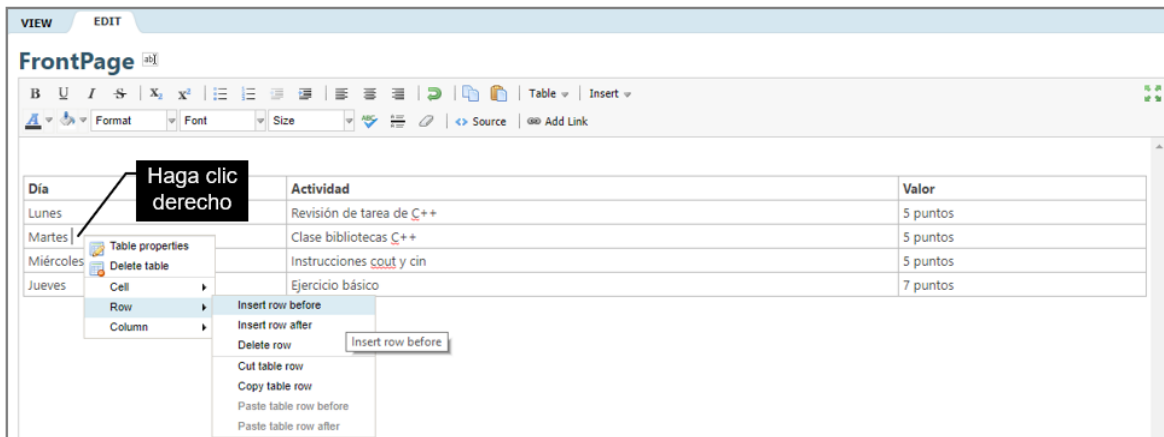 VIEW EDIT
FrontPage
B U I S X₂ X² Table Insert
A Format Font Size ABC Source Add Link
Haga clic
derecho
Día Actividad Valor
Lunes Revisión de tarea de C++ 5 puntos
Martes Clase bibliotecas C++ 5 puntos
Miércoles Instrucciones cout y cin 5 puntos
Jueves Ejercicio básico 7 puntos
Table properties
Delete table
Cell
Row
Column
Insert row before
Insert row after
Delete row
Insert row before
Cut table row
Copy table row
Paste table row before
Paste table row after